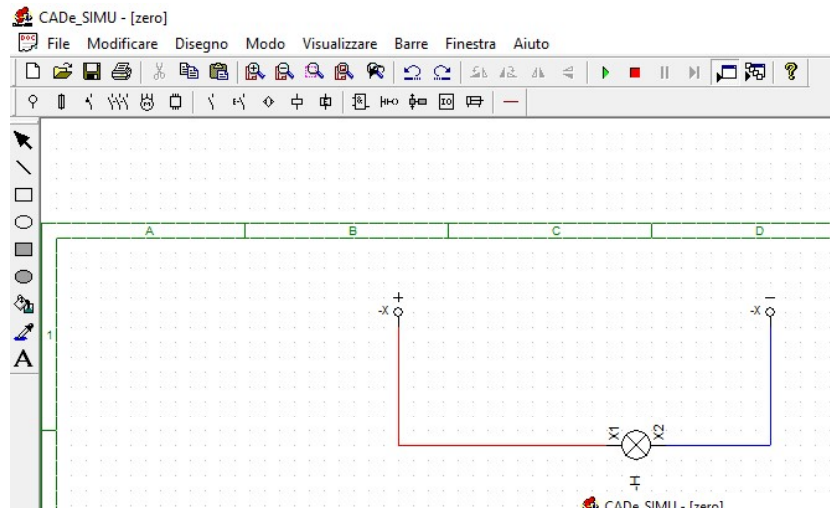 CADe_SIMU - [zero]
File Modificare Disegno Modo Visualizzare Barre Finestra Aiuto
A B C D
+ −
-X -X
1
X1 X2
H
CADe_SIMU - [zero]